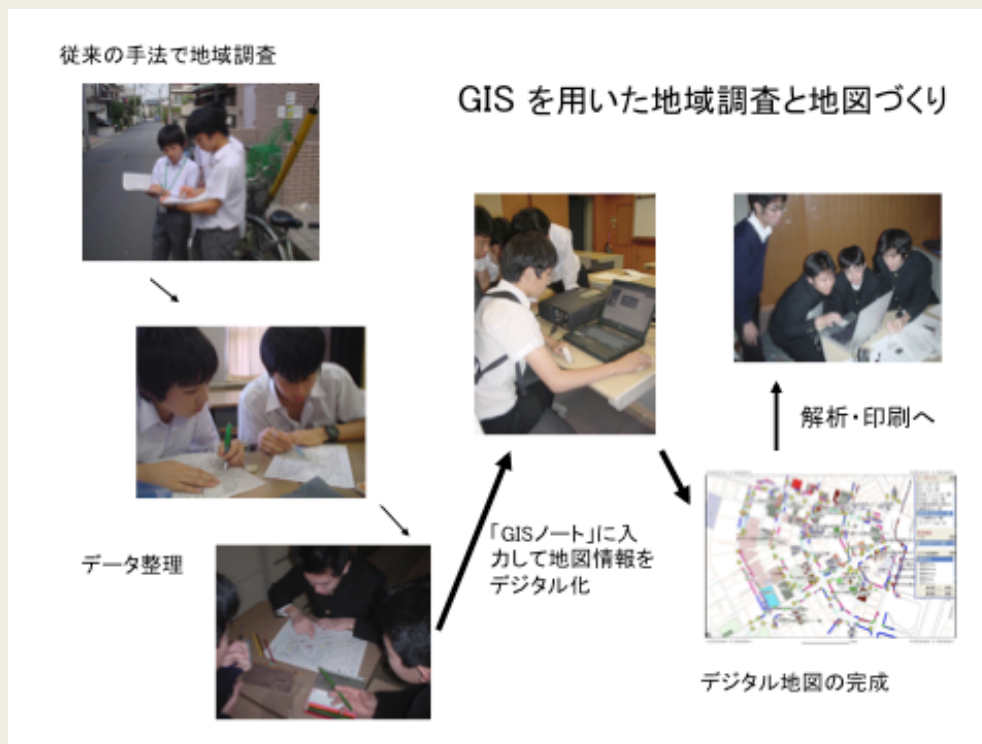 従来の手法で地域調査
GIS を用いた地域調査と地図づくり
データ整理
「GISノート」に入
力して地図情報を
デジタル化
解析・印刷へ
デジタル地図の完成